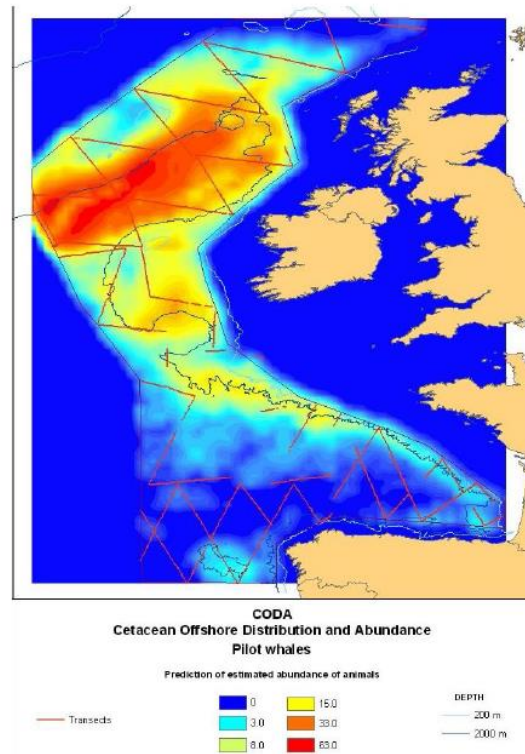 CODA
Cetacean Offshore Distribution and Abundance
Pilot whales
Prediction of estimated abundance of animals
Transects
0
3.0
8.0
15.0
33.0
63.0
DEPTH
200 m
2000 m